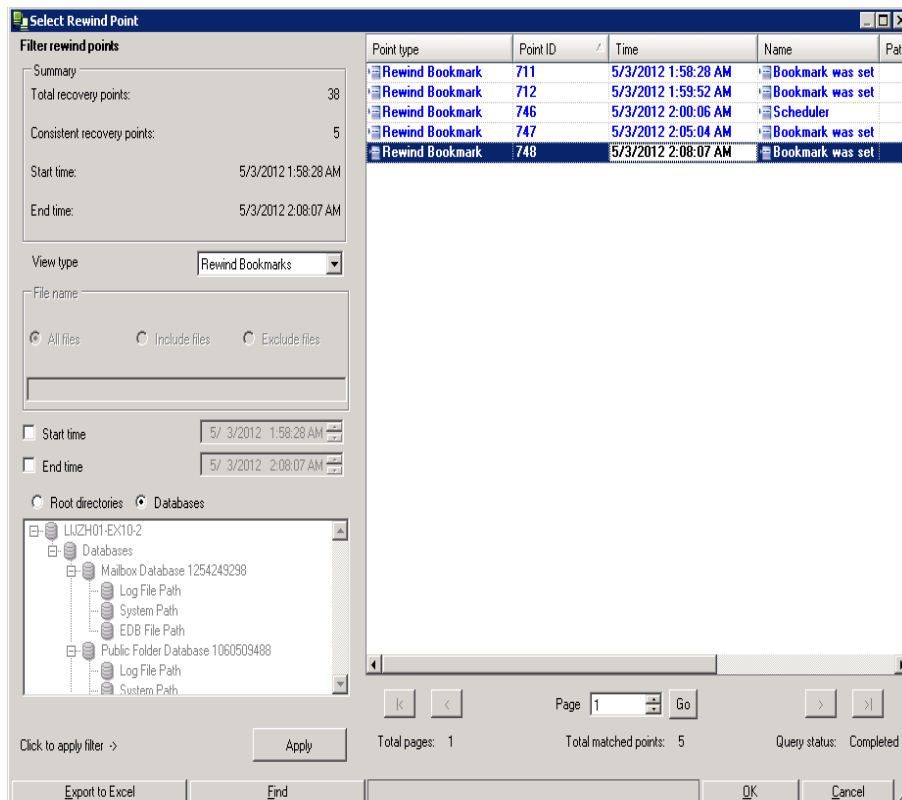 Select Rewind Point
Filter rewind points
Summary
Total recovery points: 38
Consistent recovery points: 5
Start time: 5/3/2012 1:58:28 AM
End time: 5/3/2012 2:08:07 AM
View type Rewind Bookmarks
File name
All files Include files Exclude files
Start time 5/ 3/2012 1:58:28 AM
End time 5/ 3/2012 2:08:07 AM
Root directories Databases
LIJZH01-EX10-2
Databases
Mailbox Database 1254249298
Log File Path
System Path
EDB File Path
Public Folder Database 1060509488
Log File Path
System Path
Click to apply filter -> Apply
Point type Point ID Time Name Pat
Rewind Bookmark 711 5/3/2012 1:58:28 AM Bookmark was set
Rewind Bookmark 712 5/3/2012 1:59:52 AM Bookmark was set
Rewind Bookmark 746 5/3/2012 2:00:06 AM Scheduler
Rewind Bookmark 747 5/3/2012 2:05:04 AM Bookmark was set
Rewind Bookmark 748 5/3/2012 2:08:07 AM Bookmark was set
Page 1 Go
Total pages: 1 Total matched points: 5 Query status: Completed
Export to Excel Find OK Cancel